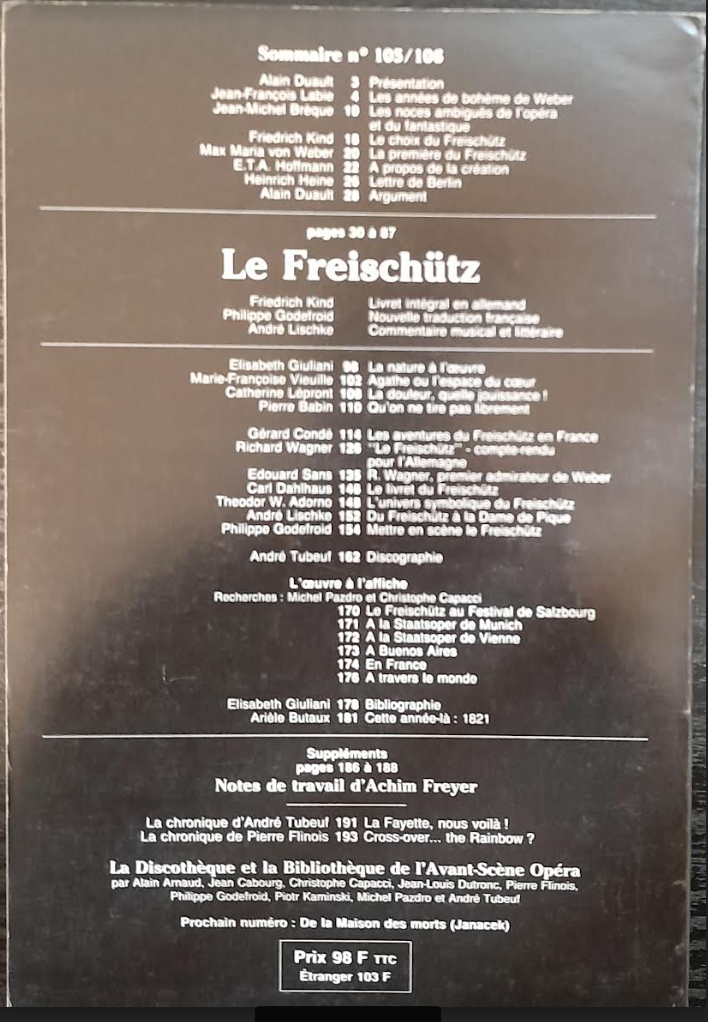 Sommaire n° 105/106
Alain Duault 3 Présentation
Jean-François Labie 4 Les années de bohème de Weber
Jean-Michel Brèque 10 Les noces ambiguës de l'opéra
et du fantastique
Friedrich Kind 18 Le choix du Freischütz
Max Maria von Weber 20 La première du Freischütz
E.T.A. Hoffmann 22 A propos de la création
Heinrich Heine 26 Lettre de Berlin
Alain Duault 28 Argument
pages 30 à 87
Le Freischütz
Friedrich Kind Livret intégral en allemand
Philippe Godefroid Nouvelle traduction française
André Lischke Commentaire musical et littéraire
Elisabeth Giuliani 98 La nature à l'œuvre
Marie-Françoise Vieuille 102 Agathe ou l'espace du cœur
Catherine Lépront 108 La douleur, quelle jouissance !
Pierre Babin 110 Qu'on ne tire pas librement
Gérard Condé 114 Les aventures du Freischütz en France
Richard Wagner 126 "Le Freischütz" - compte-rendu
pour l'Allemagne
Edouard Sans 135 R. Wagner, premier admirateur de Weber
Carl Dahlhaus 146 Le livret du Freischütz
Theodor W. Adorno 148 L'univers symbolique du Freischütz
André Lischke 152 Du Freischütz à la Dame de Pique
Philippe Godefroid 154 Mettre en scène le Freischütz
André Tubeuf 162 Discographie
L'œuvre à l'affiche
Recherches : Michel Pazdro et Christophe Capacci
170 Le Freischütz au Festival de Salzbourg
171 A la Staatsoper de Munich
172 A la Staatsoper de Vienne
173 A Buenos Aires
174 En France
176 A travers le monde
Elisabeth Giuliani 178 Bibliographie
Arièle Butaux 181 Cette année-là : 1821
Suppléments
pages 186 à 188
Notes de travail d'Achim Freyer
La chronique d'André Tubeuf 191 La Fayette, nous voilà !
La chronique de Pierre Flinois 193 Cross-over... the Rainbow ?
La Discothèque et la Bibliothèque de l'Avant-Scène Opéra
par Alain Arnaud, Jean Cabourg, Christophe Capacci, Jean-Louis Dutronc, Pierre Flinois,
Philippe Godefroid, Piotr Kaminski, Michel Pazdro et André Tubeuf
Prochain numéro : De la Maison des morts (Janacek)
Prix 98 F TTC
Étranger 103 F